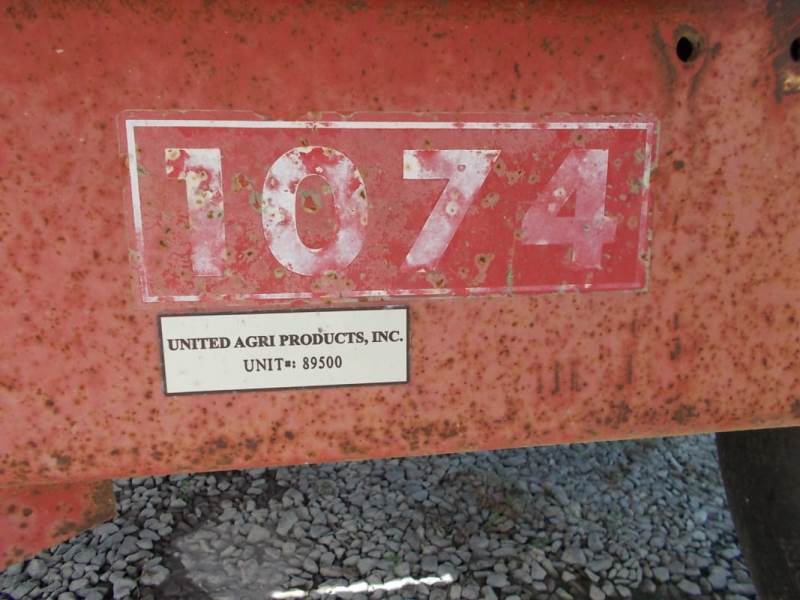 1074
UNITED AGRI PRODUCTS, INC.
UNIT#: 89500